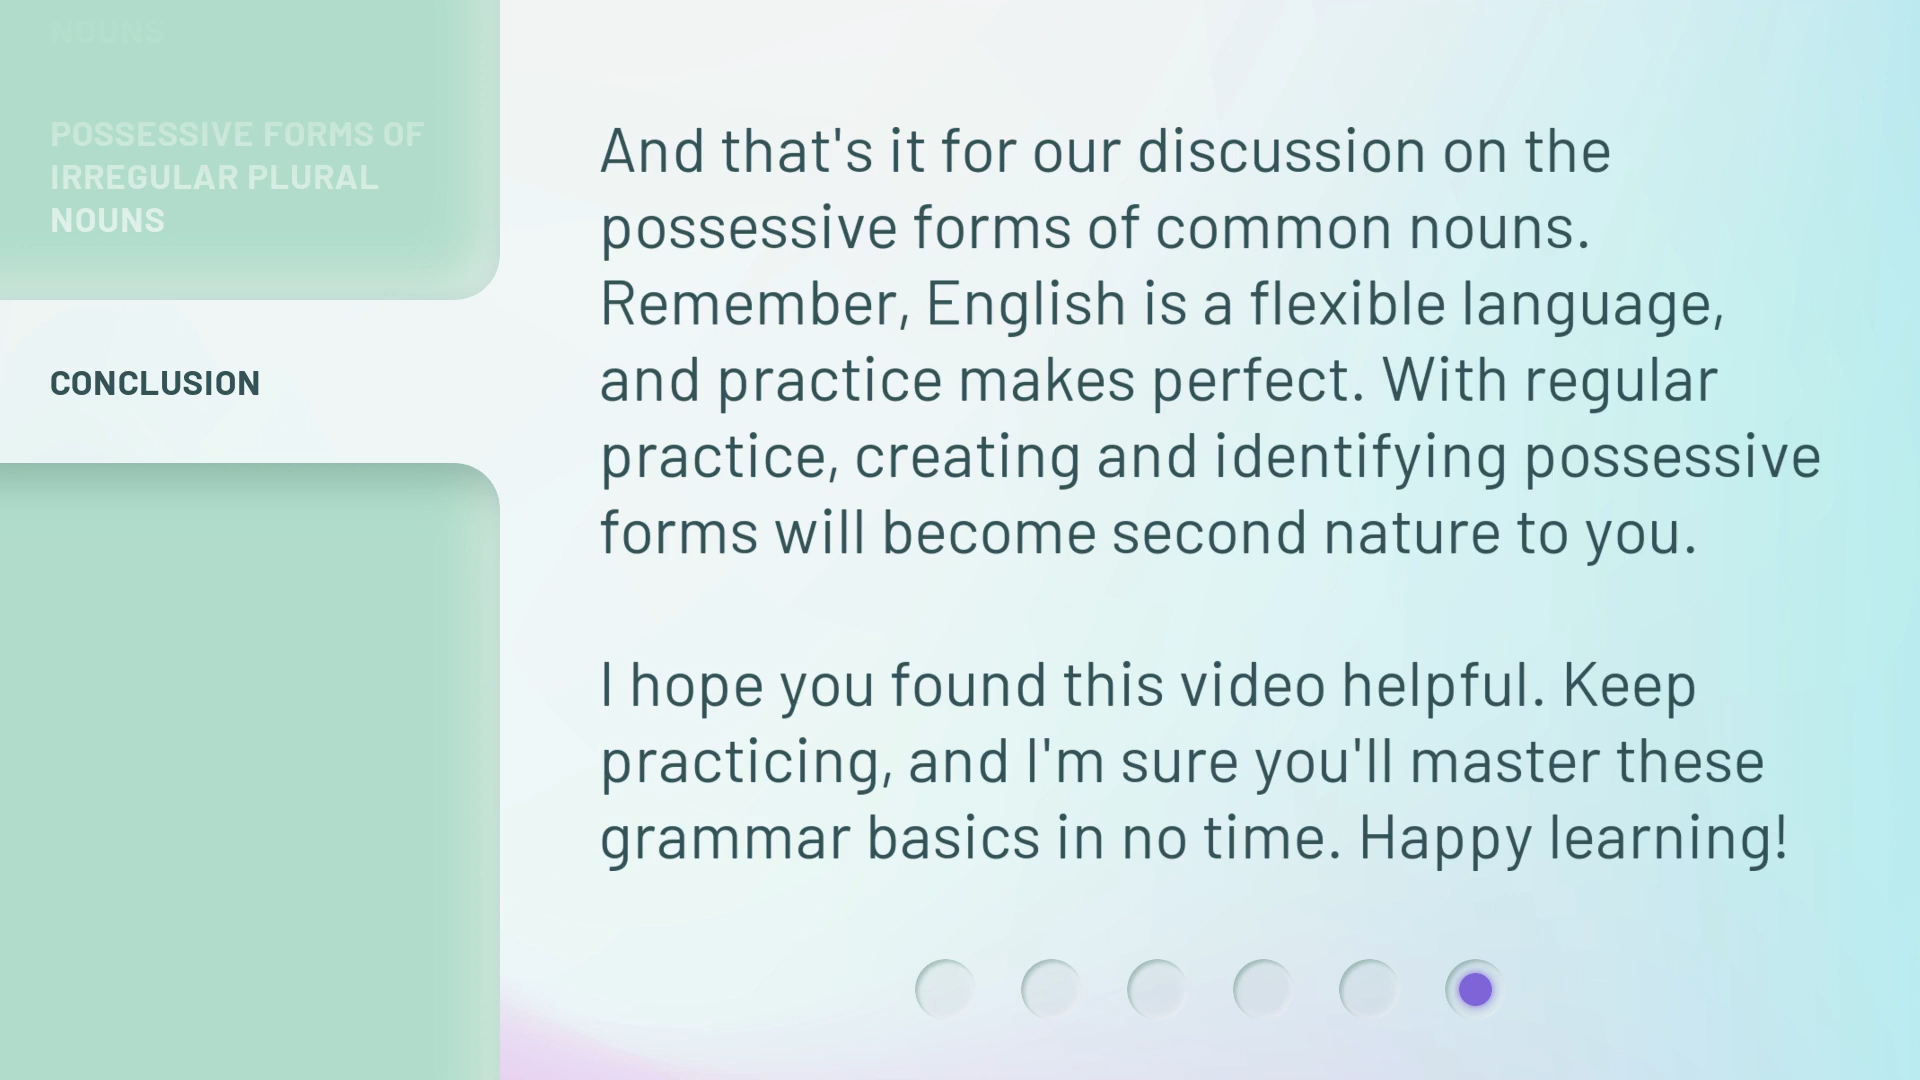 NOUNS
POSSESSIVE FORMS OF
IRREGULAR PLURAL
NOUNS
CONCLUSION
And that's it for our discussion on the
possessive forms of common nouns.
Remember, English is a flexible language,
and practice makes perfect. With regular
practice, creating and identifying possessive
forms will become second nature to you.
I hope you found this video helpful. Keep
practicing, and I'm sure you'll master these
grammar basics in no time. Happy learning!